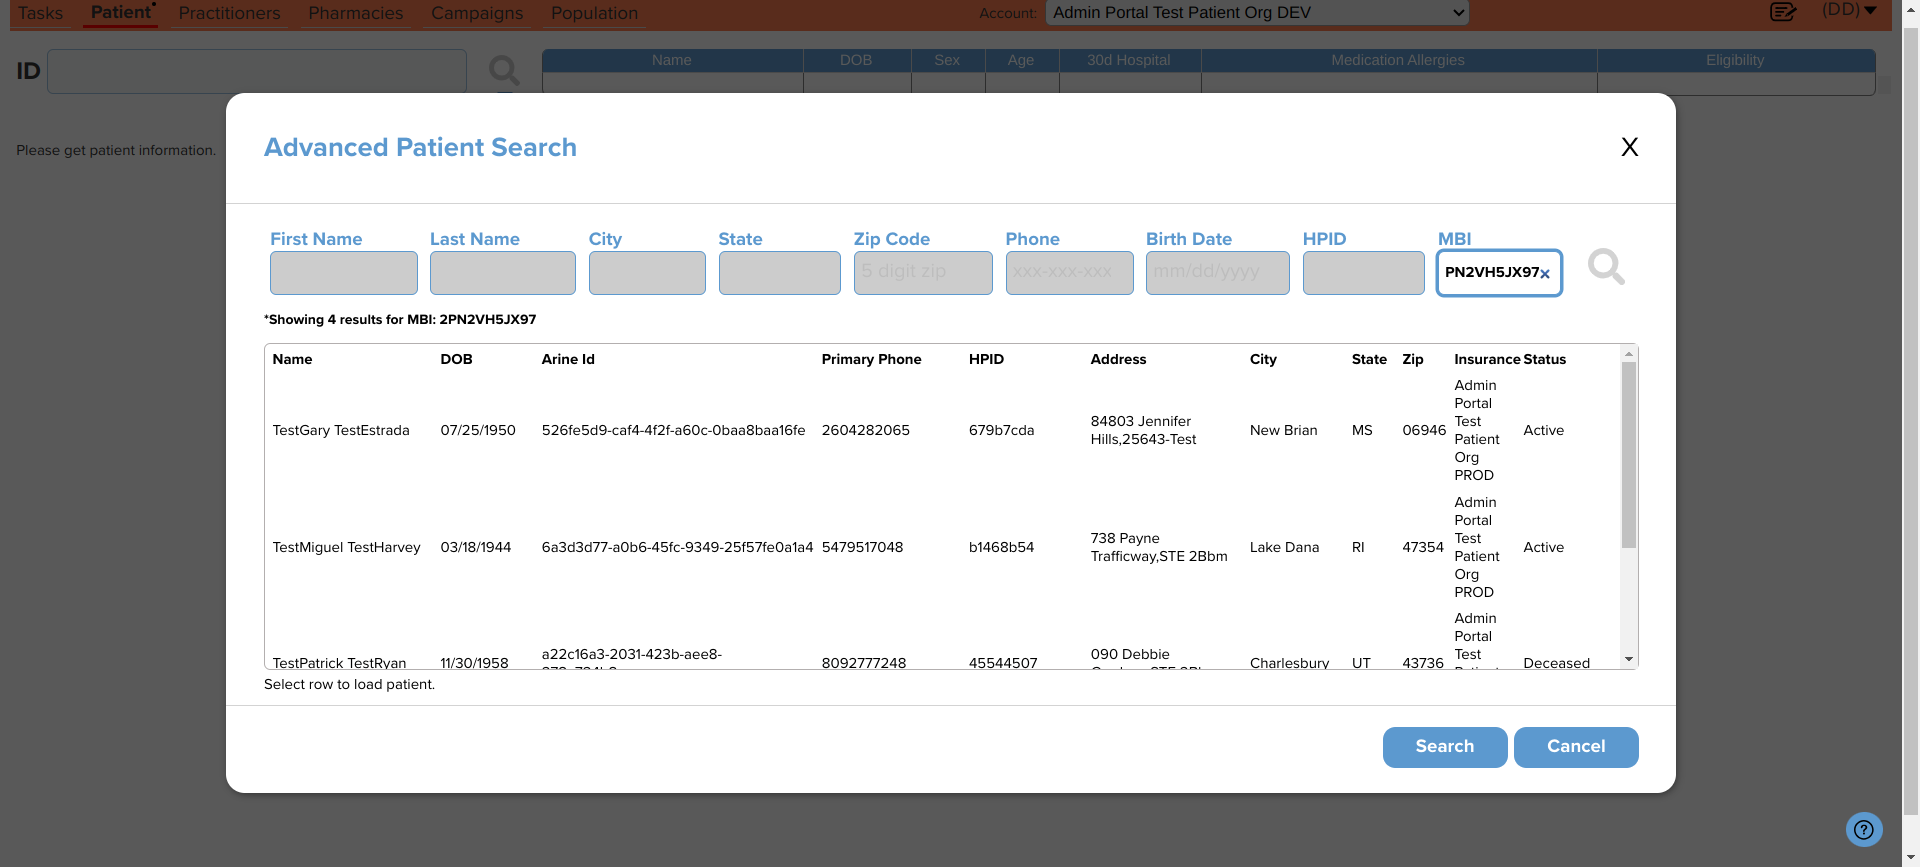 Tasks Patient Practitioners Pharmacies Campaigns Population Account: Admin Portal Test Patient Org DEV (DD)
ID Name DOB Sex Age 30d Hospital Medication Allergies Eligibility
Please get patient information.
Advanced Patient Search X
First Name Last Name City State Zip Code Phone Birth Date HPID MBI
5 digit zip xxx-xxx-xxx mm/dd/yyyy PN2VH5JX97
*Showing 4 results for MBI: 2PN2VH5JX97
Name DOB Arine Id Primary Phone HPID Address City State Zip Insurance Status
TestGary TestEstrada 07/25/1950 526fe5d9-caf4-4f2f-a60c-0baa8baa16fe 2604282065 679b7cda
84803 Jennifer
Hills,25643-Test
New Brian MS 06946
Admin
Portal
Test
Patient
Org
PROD
Active
TestMiguel TestHarvey 03/18/1944 6a3d3d77-a0b6-45fc-9349-25f57fe0a1a4 5479517048 b1468b54
738 Payne
Trafficway,STE 2Bbm
Lake Dana RI 47354
Admin
Portal
Test
Patient
Org
PROD
Active
TestPatrick TestRyan 11/30/1958
a22c16a3-2031-423b-aee8-
8092777248 45544507
090 Debbie
Charlesbury UT 43736
Admin
Portal
Test
Deceased
Select row to load patient.
Search Cancel